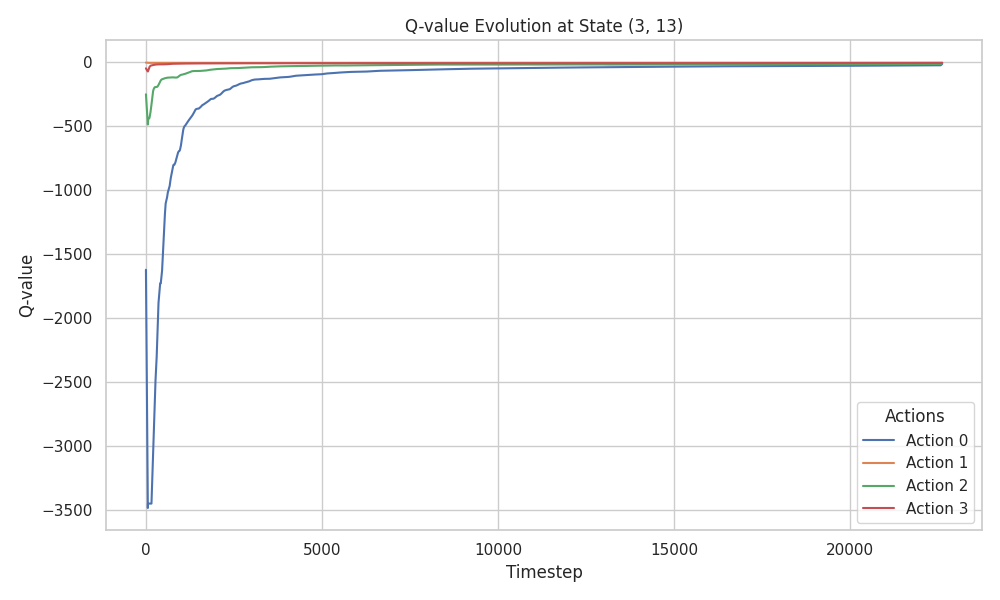 Q-value Evolution at State (3, 13)
Q-value
0
−500
−1000
−1500
−2000
−2500
−3000
−3500
0
5000
10000
15000
20000
Timestep
Actions
Action 0
Action 1
Action 2
Action 3